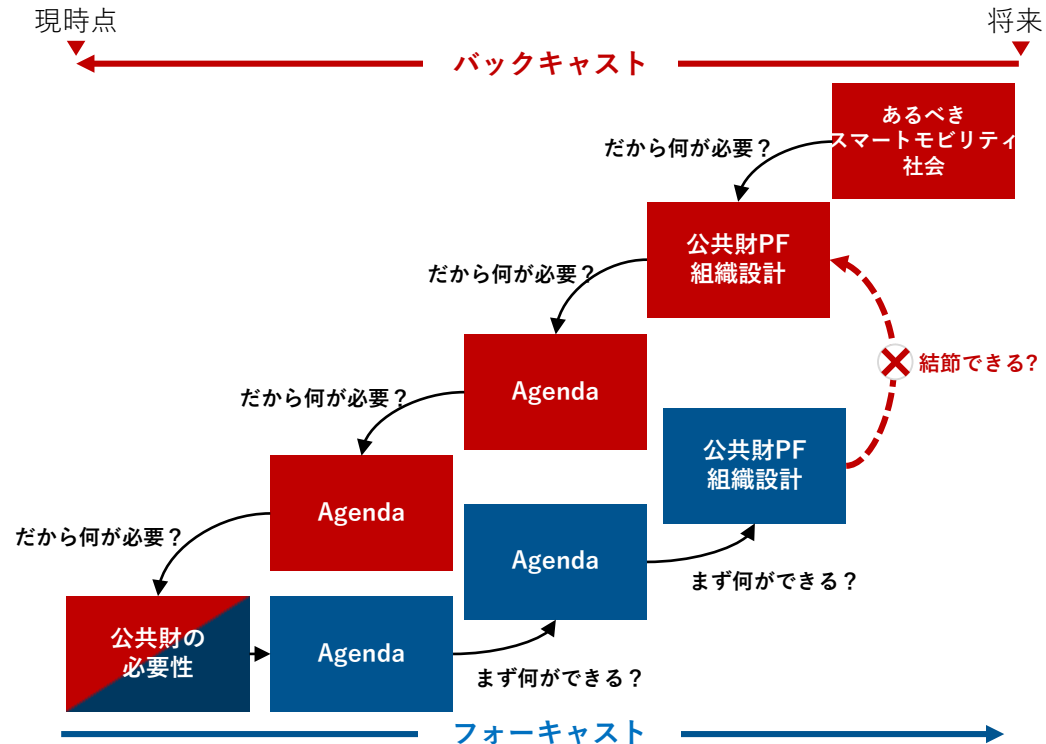 現時点
将来
バックキャスト
あるべき
スマートモビリティ
社会
だから何が必要？
公共財PF
組織設計
だから何が必要？
結節できる?
Agenda
だから何が必要？
公共財PF
組織設計
Agenda
だから何が必要？
Agenda
まず何ができる？
公共財の
必要性
Agenda
まず何ができる？
フォーキャスト